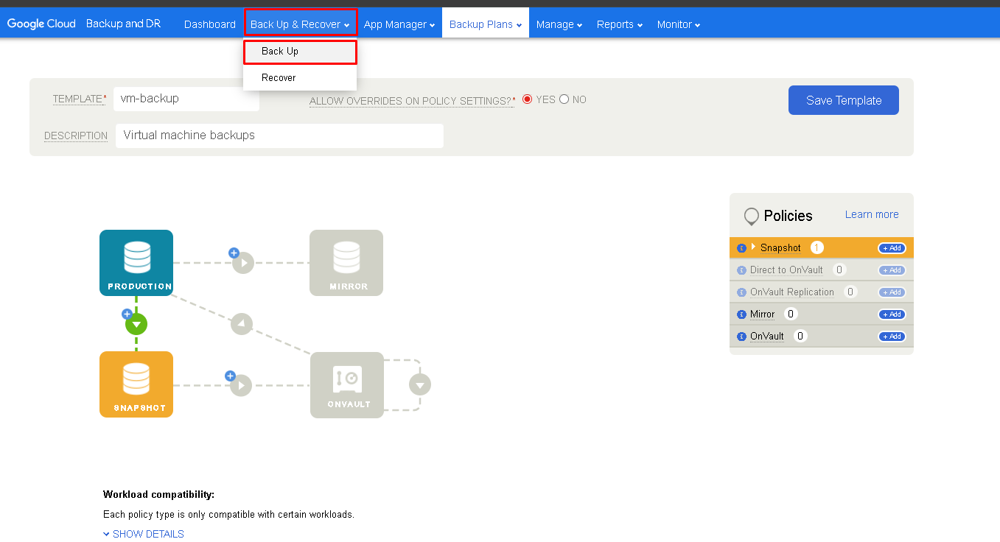 Google Cloud Backup and DR Dashboard Back Up & Recover App Manager Backup Plans Manage Reports Monitor
Back Up
Recover
TEMPLATE* vm-backup ALLOW OVERRIDES ON POLICY SETTINGS?* YES NO Save Template
DESCRIPTION Virtual machine backups
Policies Learn more
Snapshot 1 + Add
Direct to OnVault 0 + Add
OnVault Replication 0 + Add
Mirror 0 + Add
OnVault 0 + Add
PRODUCTION MIRROR
SNAPSHOT ONVAULT
Workload compatibility:
Each policy type is only compatible with certain workloads.
SHOW DETAILS